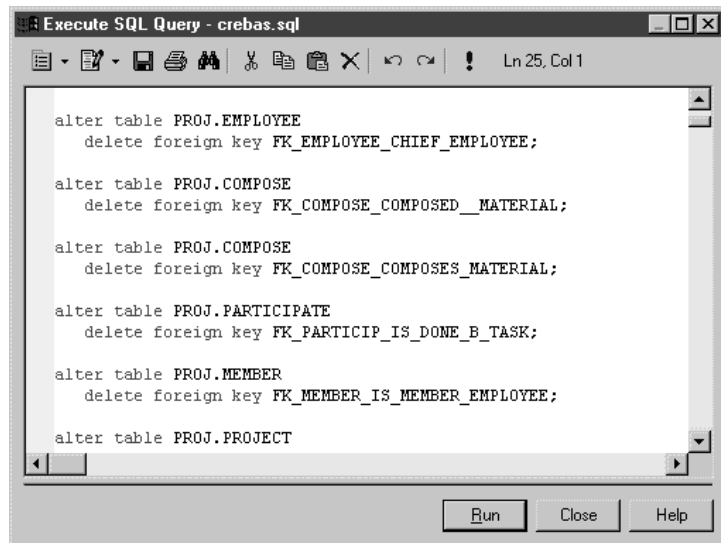 Execute SQL Query - crebas.sql
Ln 25, Col 1
alter table PROJ.EMPLOYEE
delete foreign key FK_EMPLOYEE_CHIEF_EMPLOYEE;
alter table PROJ.COMPOSE
delete foreign key FK_COMPOSE_COMPOSED__MATERIAL;
alter table PROJ.COMPOSE
delete foreign key FK_COMPOSE_COMPOSES_MATERIAL;
alter table PROJ.PARTICIPATE
delete foreign key FK_PARTICIP_IS_DONE_B_TASK;
alter table PROJ.MEMBER
delete foreign key FK_MEMBER_IS_MEMBER_EMPLOYEE;
alter table PROJ.PROJECT
Run Close Help